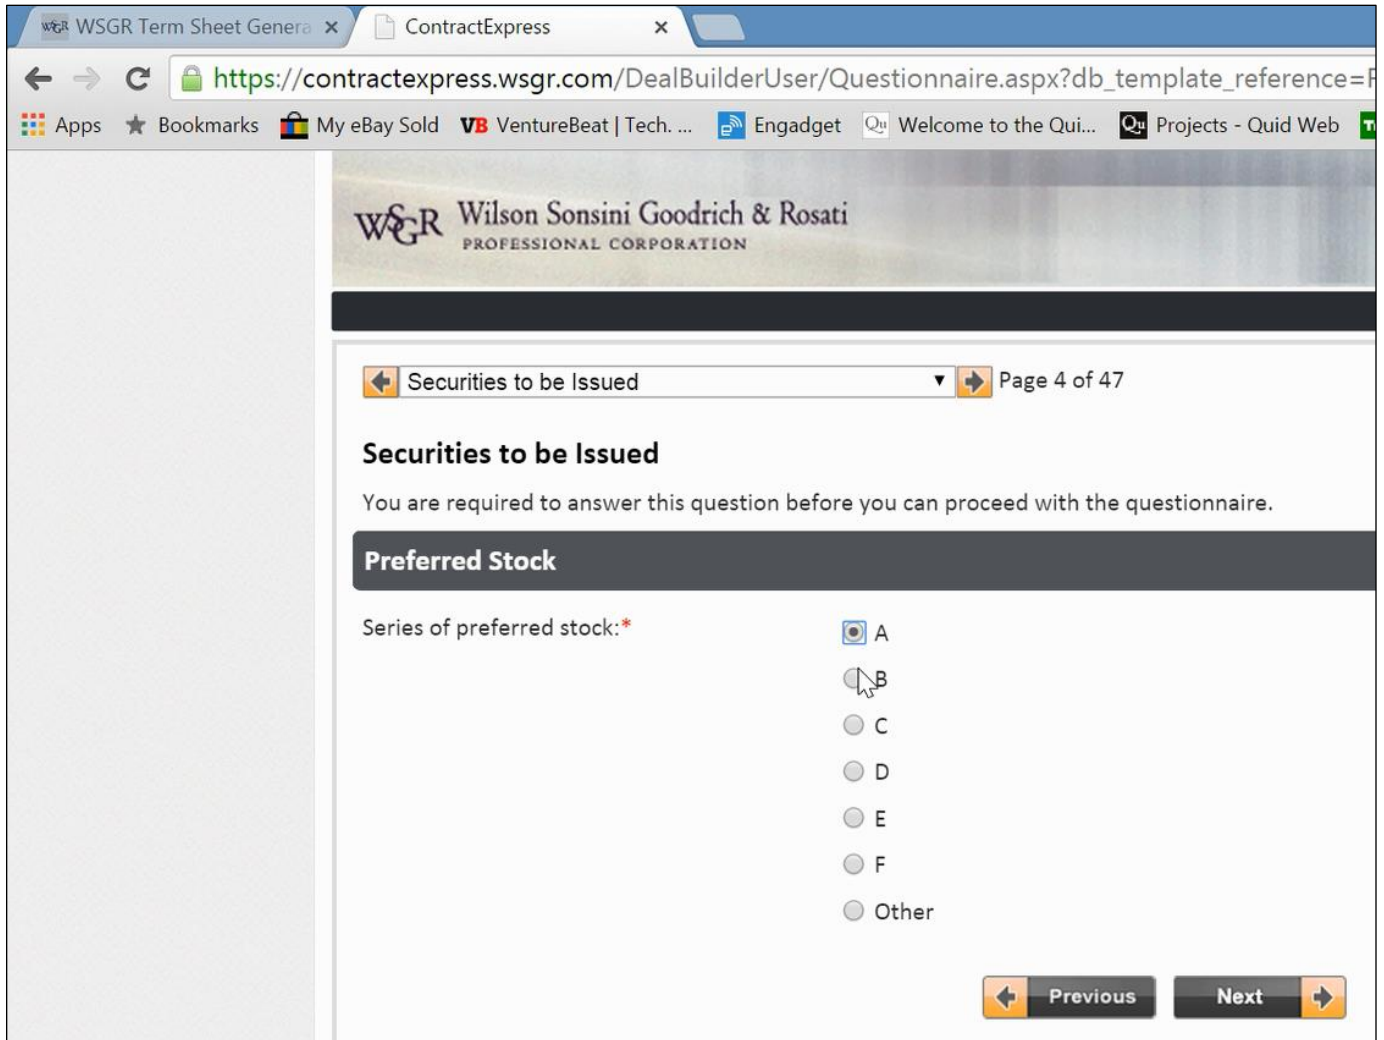 WSGR WSGR Term Sheet Genera
ContractExpress
https://contractexpress.wsgr.com/DealBuilderUser/Questionnaire.aspx?db_template_reference=
Apps Bookmarks My eBay Sold VB VentureBeat | Tech. ... Engadget Qu Welcome to the Qui... Qu Projects - Quid Web
WSGR Wilson Sonsini Goodrich & Rosati
PROFESSIONAL CORPORATION
Securities to be Issued Page 4 of 47
Securities to be Issued
You are required to answer this question before you can proceed with the questionnaire.
Preferred Stock
Series of preferred stock:* A
B
C
D
E
F
Other
Previous Next